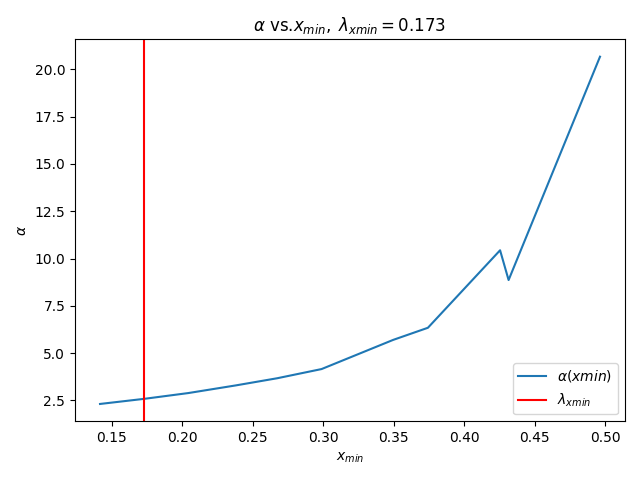 α vs.x_min, λ_xmin = 0.173
20.0
17.5
15.0
12.5
10.0
7.5
5.0
2.5
α
0.15 0.20 0.25 0.30 0.35 0.40 0.45 0.50
x_min
α(xmin)
λ_xmin